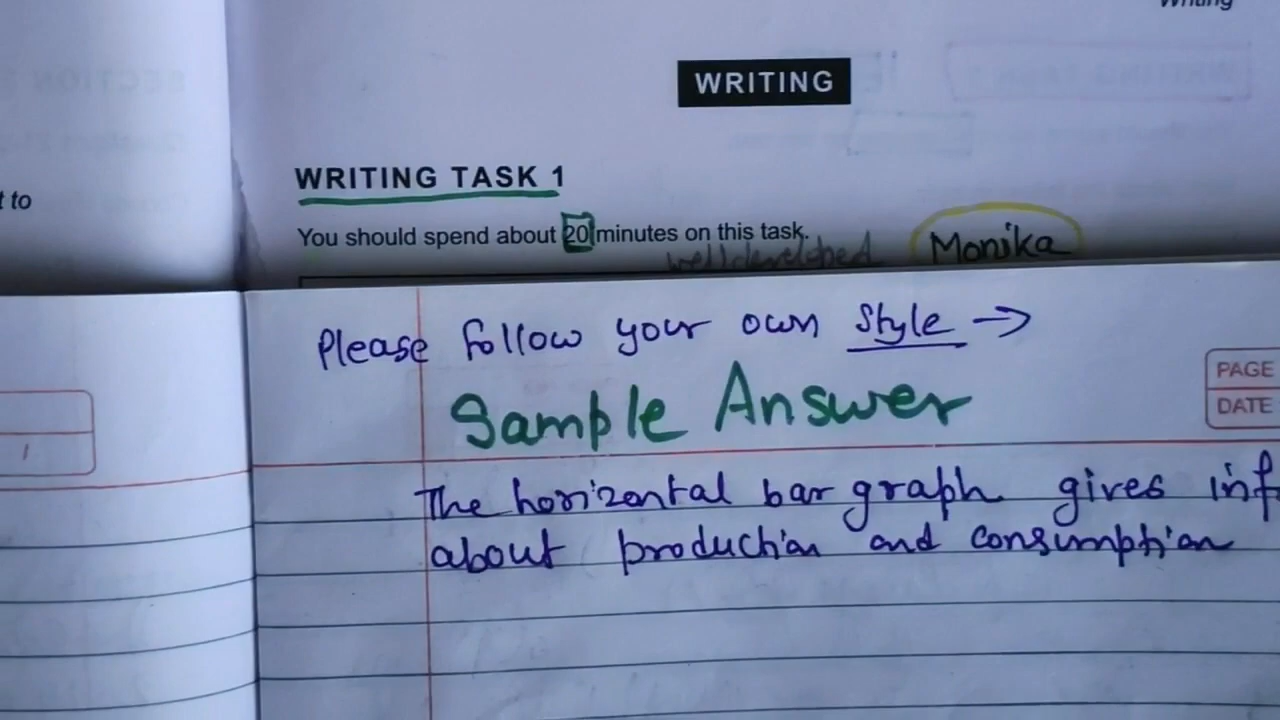 Writing
WRITING
t to
WRITING TASK 1
You should spend about 20 minutes on this task.
well developed Monika
Please follow your own Style →
PAGE
Sample Answer
DATE
The horizental bar graph gives inf
about production and consumption